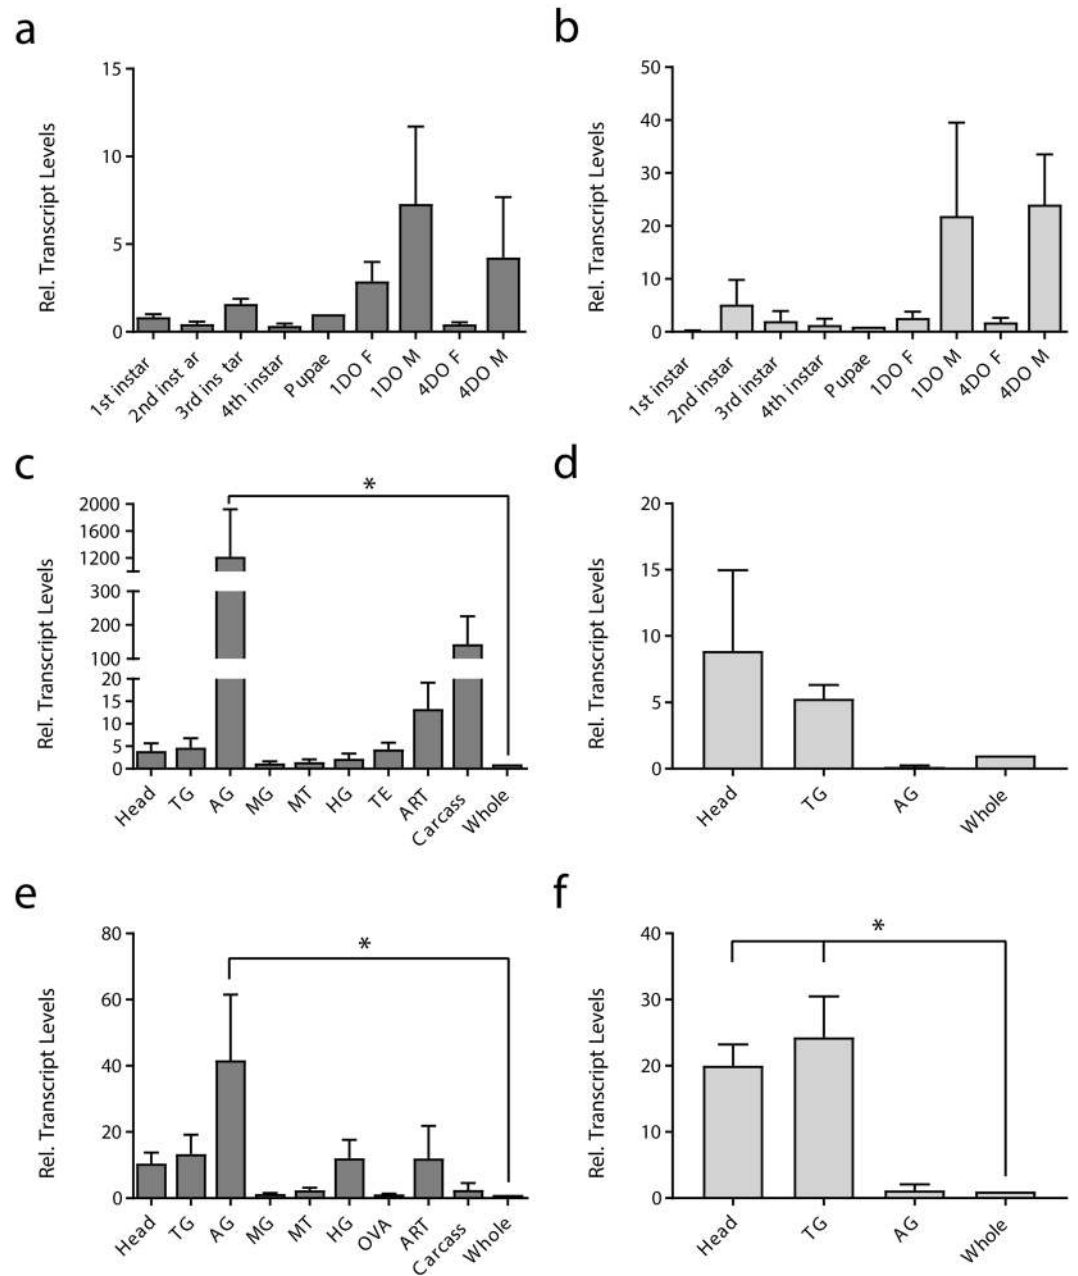 a
15
10
5
0
Rel. Transcript Levels
1st instar
2nd inst ar
3rd ins tar
4th instar
Pupae
1DO F
1DO M
4DO F
4DO M
b
50
40
30
20
10
0
Rel. Transcript Levels
1st instar
2nd instar
3rd instar
4th instar
Pupae
1DO F
1DO M
4DO F
4DO M
c
*
2000
1600
1200
300
200
100
20
15
10
5
0
Rel. Transcript Levels
Head
TG
AG
MG
MT
HG
TE
ART
Carcass
Whole
d
20
15
10
5
0
Rel. Transcript Levels
Head
TG
AG
Whole
e
*
80
60
40
20
0
Rel. Transcript Levels
Head
TG
AG
MG
MT
HG
OVA
ART
Carcass
Whole
f
*
40
30
20
10
0
Rel. Transcript Levels
Head
TG
AG
Whole